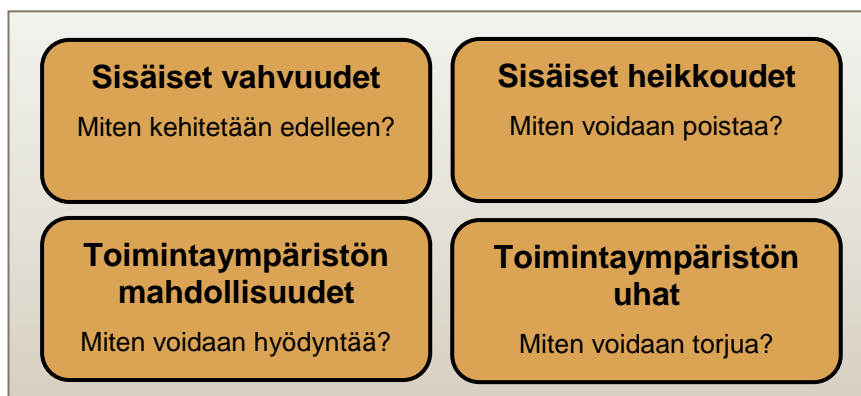 Sisäiset vahvuudet
Miten kehitetään edelleen?
Sisäiset heikkoudet
Miten voidaan poistaa?
Toimintaympäristön
mahdollisuudet
Miten voidaan hyödyntää?
Toimintaympäristön
uhat
Miten voidaan torjua?